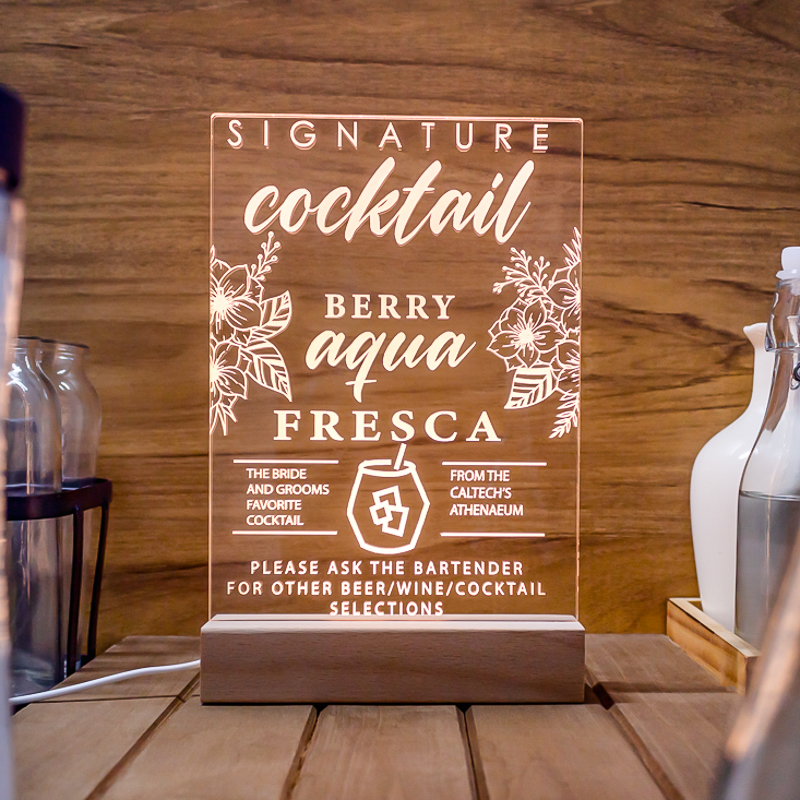 SIGNATURE
cocktail
BERRY
aqua
FRESCA
THE BRIDE
AND GROOMS
FAVORITE
COCKTAIL
FROM THE
CALTECH'S
ATHENAEUM
PLEASE ASK THE BARTENDER
FOR OTHER BEER/WINE/COCKTAIL
SELECTIONS